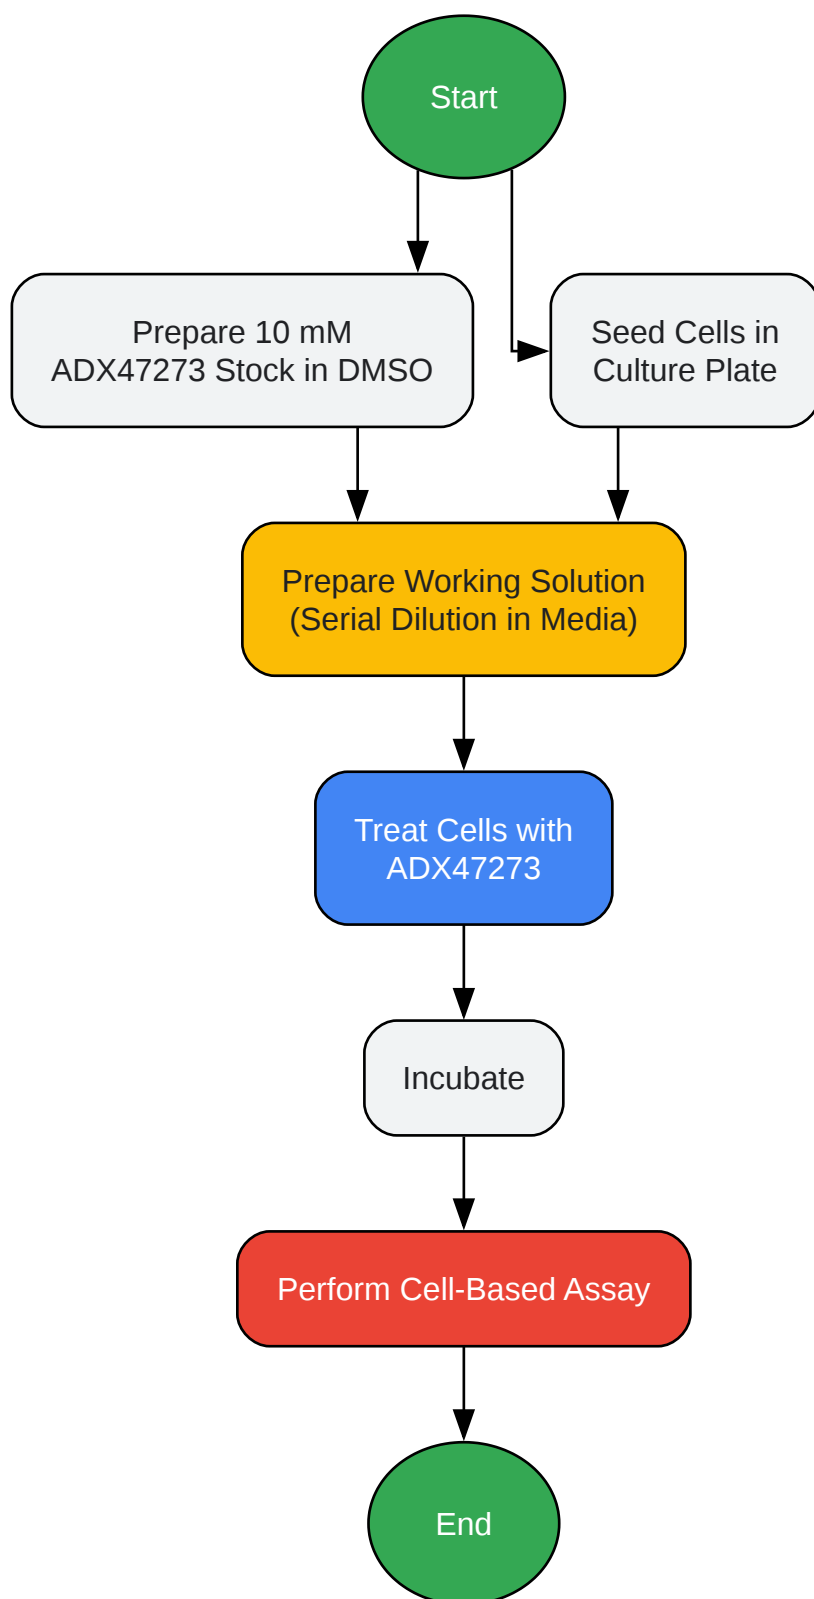 Start
Prepare 10 mM
ADX47273 Stock in DMSO
Seed Cells in
Culture Plate
Prepare Working Solution
(Serial Dilution in Media)
Treat Cells with
ADX47273
Incubate
Perform Cell-Based Assay
End